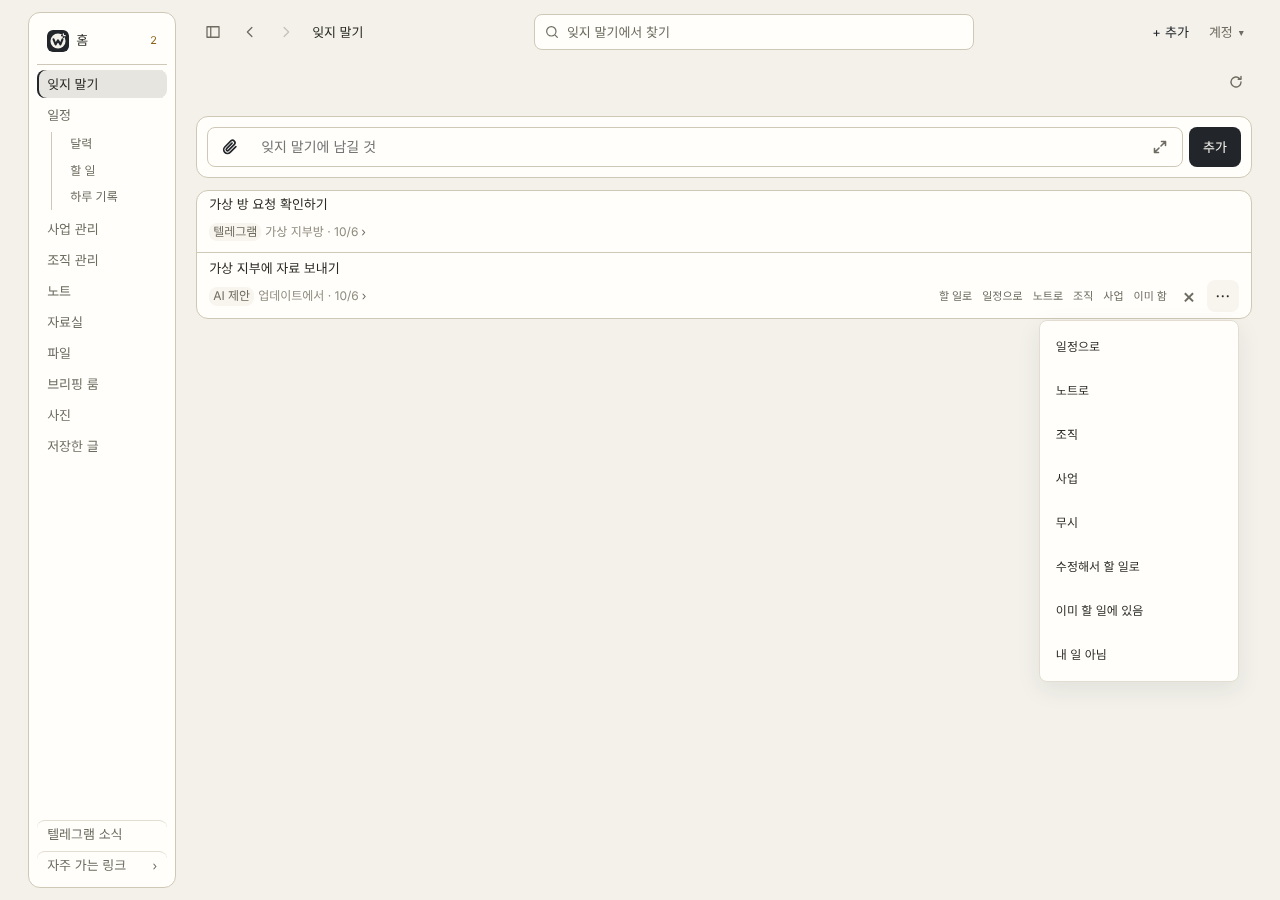 홈 2
잊지 말기
일정
달력
할 일
하루 기록
사업 관리
조직 관리
노트
자료실
파일
브리핑 룸
사진
저장한 글
텔레그램 소식
자주 가는 링크 ›
잊지 말기
잊지 말기에서 찾기
+ 추가 계정 ▾
잊지 말기에 남길 것
추가
가상 방 요청 확인하기
텔레그램 가상 지부방 · 10/6 ›
가상 지부에 자료 보내기
AI 제안 업데이트에서 · 10/6 ›
할 일로 일정으로 노트로 조직 사업 이미 함 ✕ ···
일정으로
노트로
조직
사업
무시
수정해서 할 일로
이미 할 일에 있음
내 일 아님